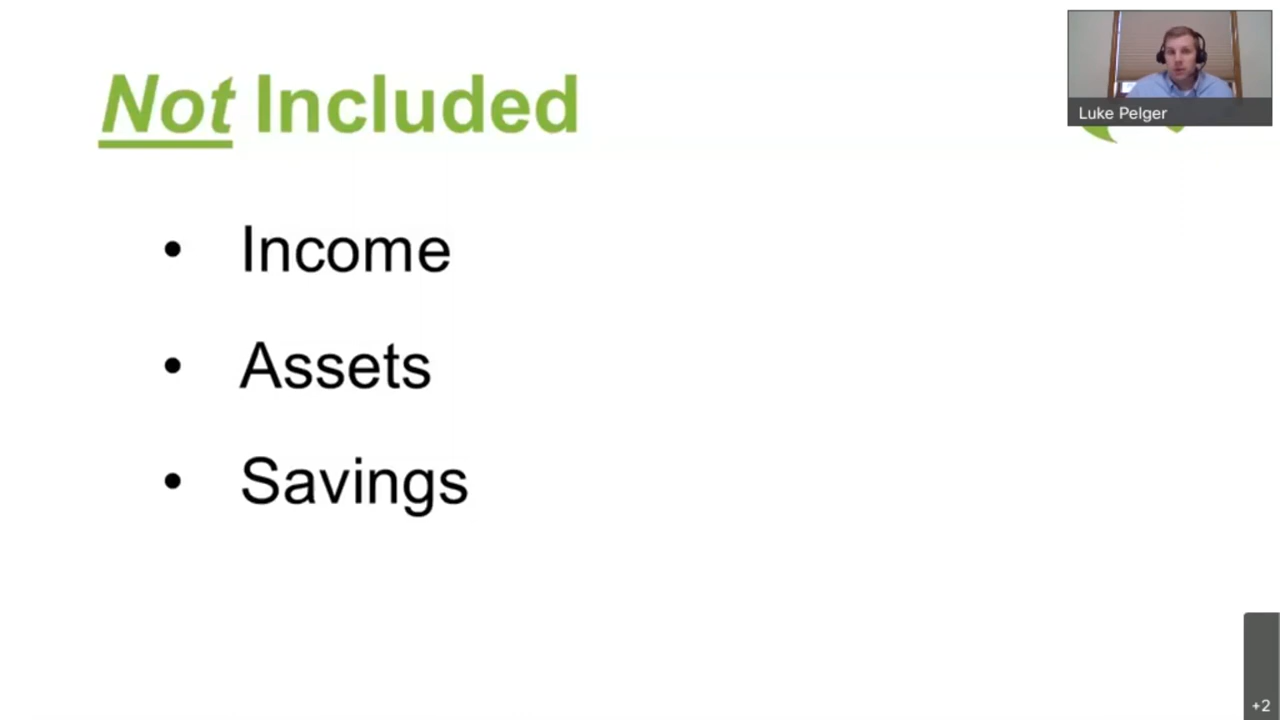 Not Included
Luke Pelger
• Income
• Assets
• Savings
+2